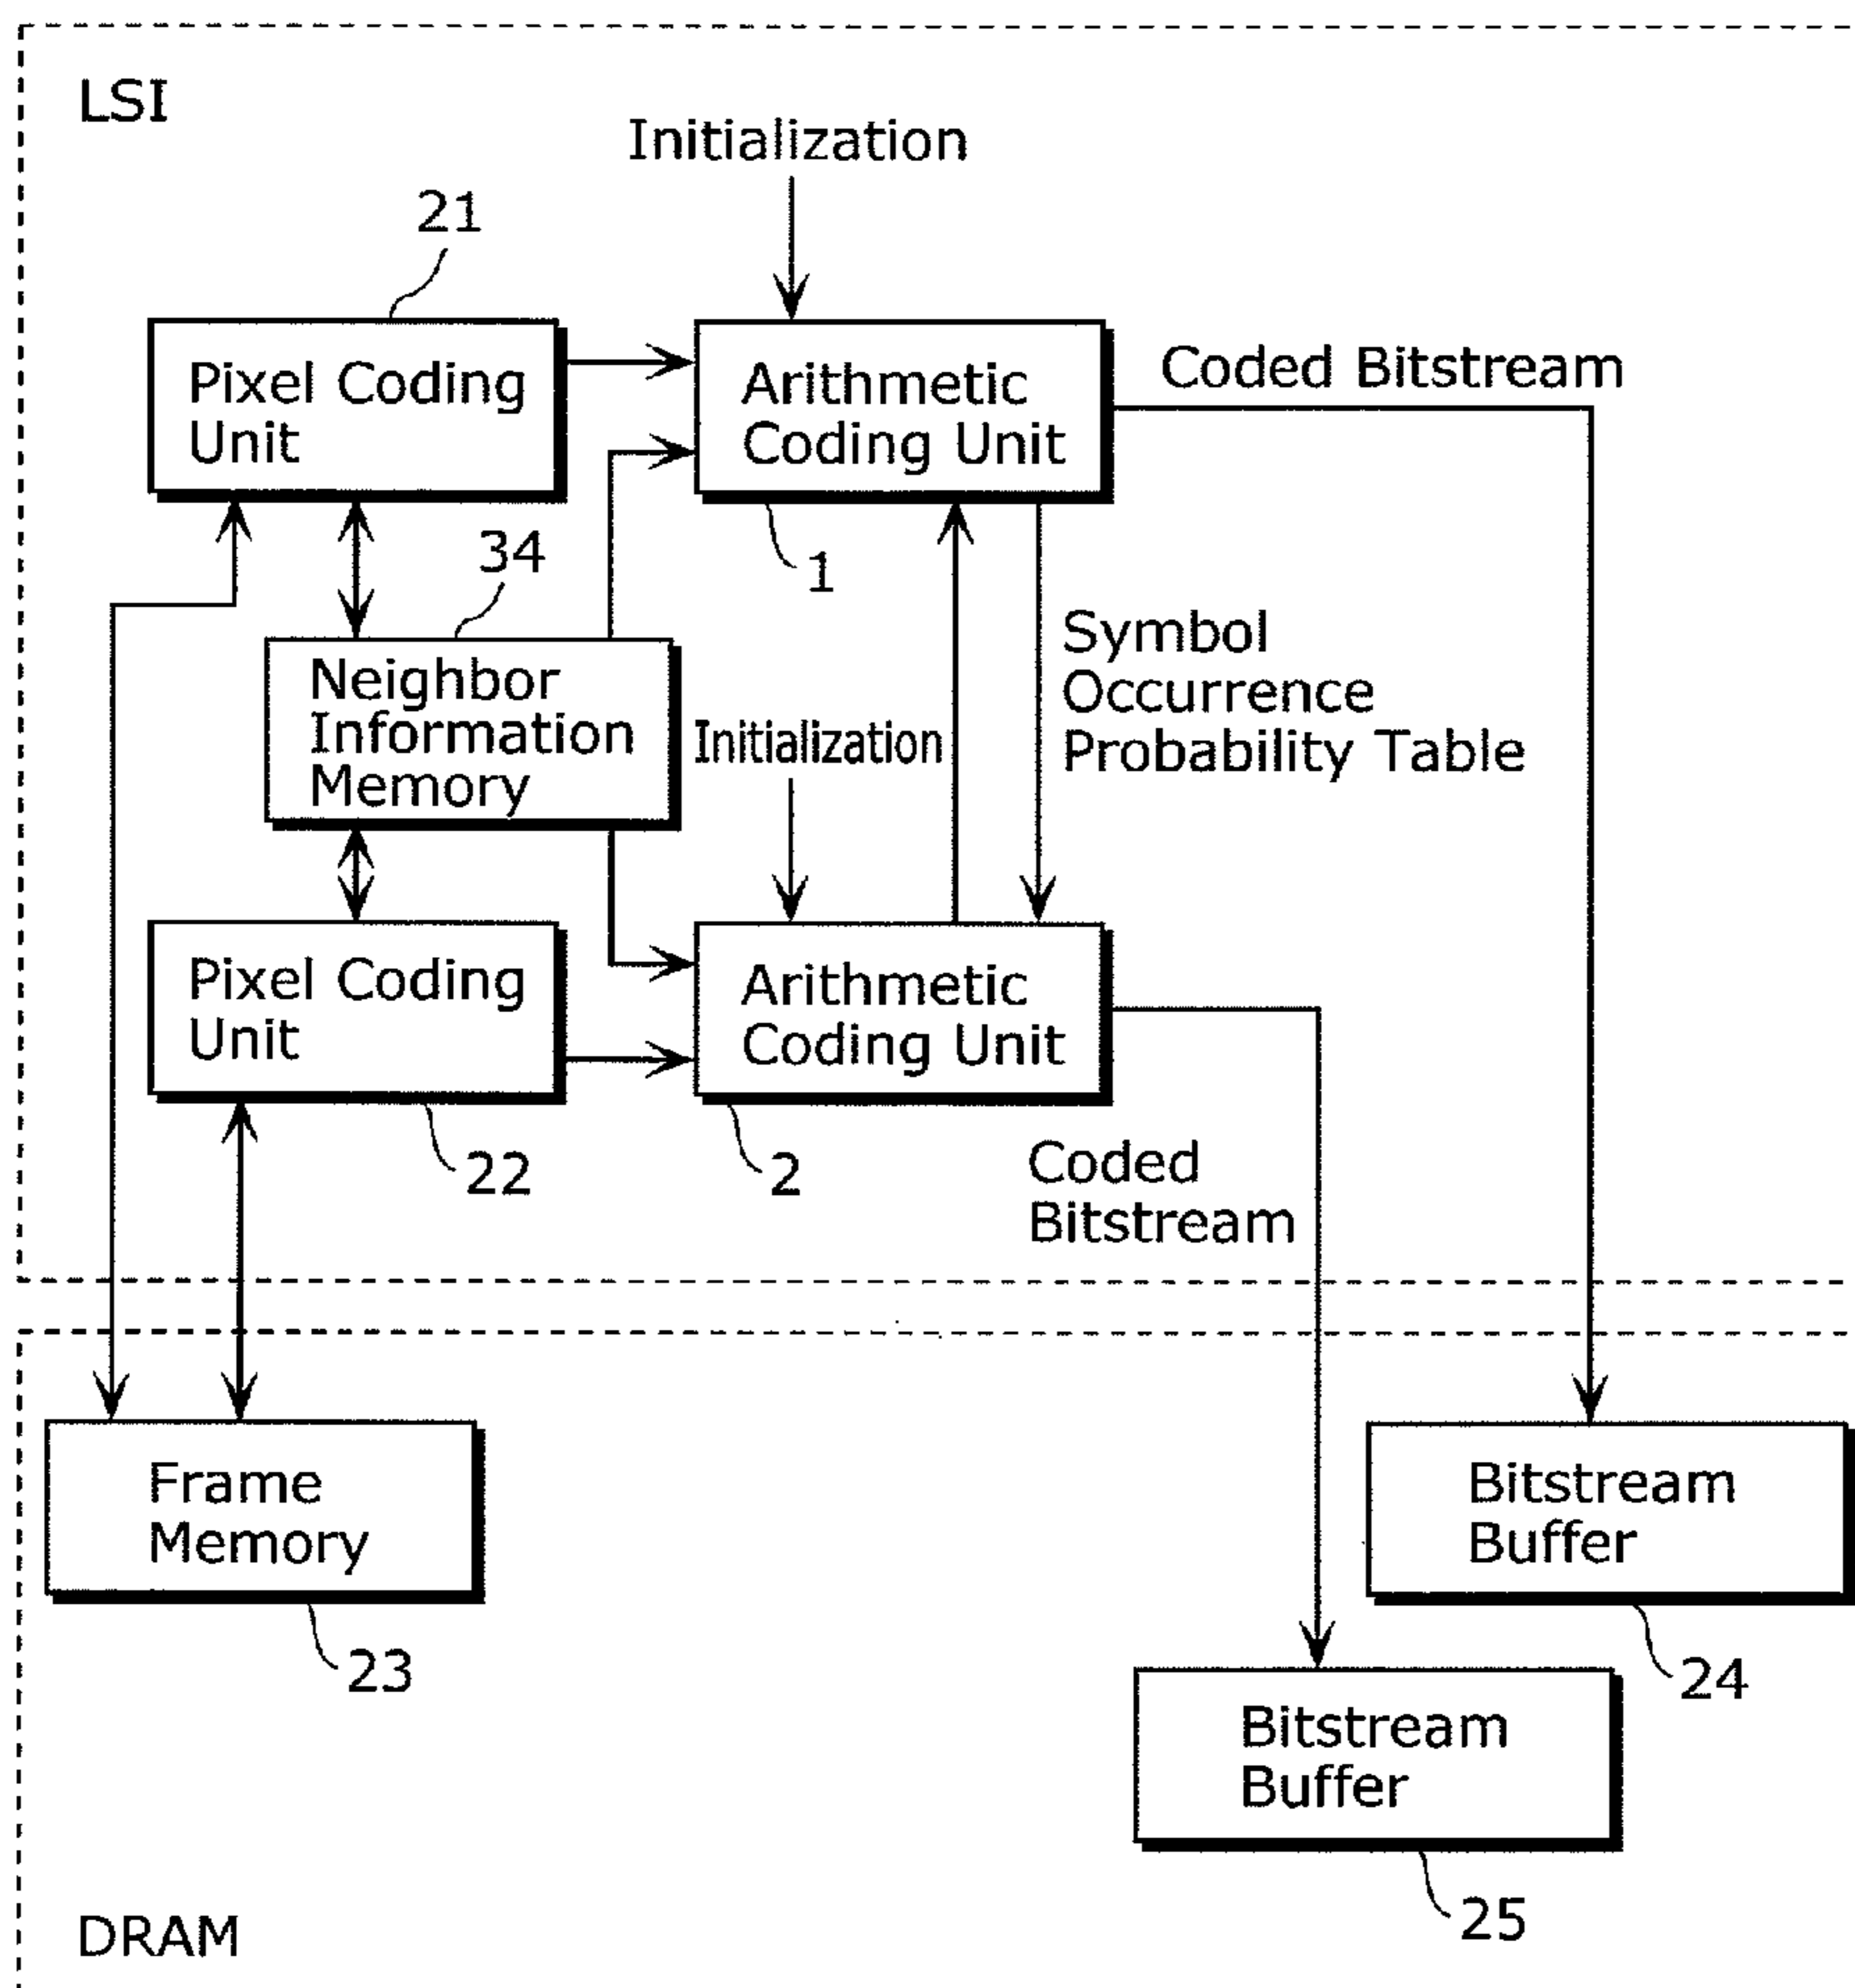 LSI
Initialization
21
Pixel Coding
Unit
Arithmetic
Coding Unit
Coded Bitstream
1
34
Neighbor
Information
Memory
Initialization
Symbol
Occurrence
Probability Table
Pixel Coding
Unit
Arithmetic
Coding Unit
22
2
Coded
Bitstream
Frame
Memory
23
Bitstream
Buffer
24
Bitstream
Buffer
25
DRAM